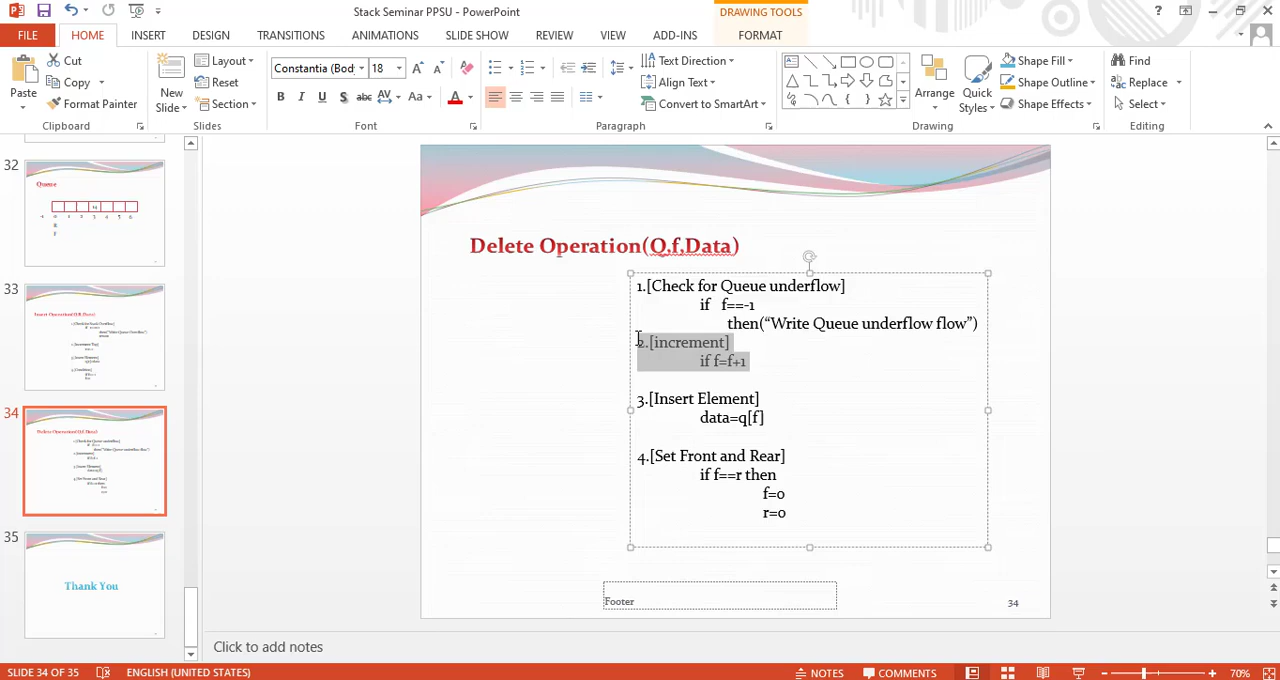 Stack Seminar PPSU - PowerPoint
DRAWING TOOLS
FILE HOME INSERT DESIGN TRANSITIONS ANIMATIONS SLIDE SHOW REVIEW VIEW ADD-INS FORMAT
Paste
Cut
Copy
Format Painter
Clipboard
New Slide
Layout
Reset
Section
Slides
Constantia (Bod 18
B I U S abc AV Aa A
Font
Text Direction
Align Text
Convert to SmartArt
Paragraph
Arrange
Quick Styles
Shape Fill
Shape Outline
Shape Effects
Drawing
Find
Replace
Select
Editing
32
Queue
33
Insert Operation(Q,R,Data)
34
Delete Operation(Q,f,Data)
35
Thank You
Delete Operation(Q,f,Data)
1.[Check for Queue underflow]
if f==-1
then(“Write Queue underflow flow”)
2.[increment]
if f=f+1
3.[Insert Element]
data=q[f]
4.[Set Front and Rear]
if f==r then
f=0
r=0
Footer
34
Click to add notes
SLIDE 34 OF 35 ENGLISH (UNITED STATES) NOTES COMMENTS 70%